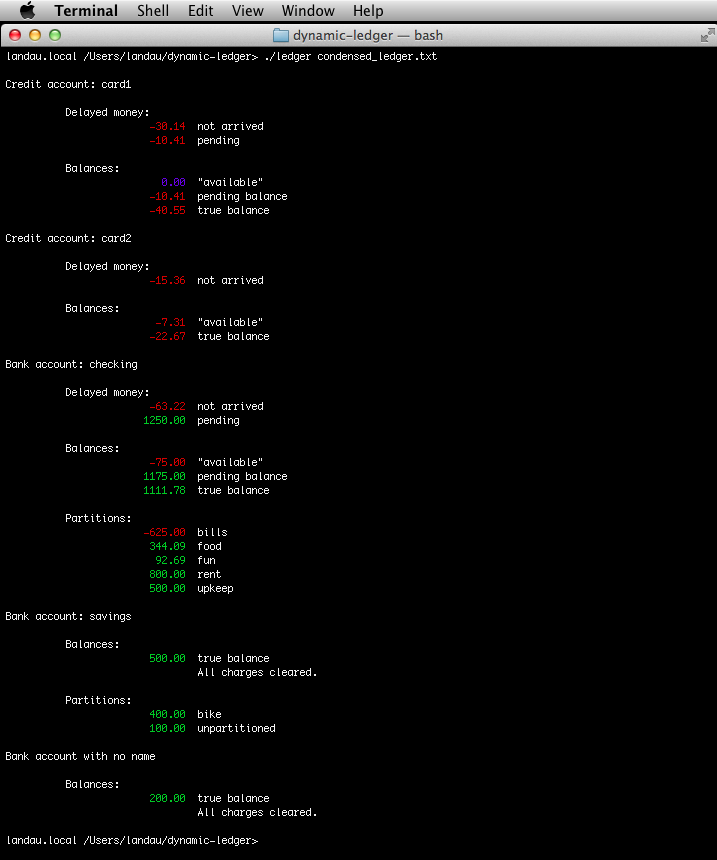 Terminal Shell Edit View Window Help
dynamic-ledger — bash
landau.local /Users/landau/dynamic-ledger> ./ledger condensed_ledger.txt
Credit account: card1
Delayed money:
-30.14 not arrived
-10.41 pending
Balances:
0.00 "available"
-10.41 pending balance
-40.55 true balance
Credit account: card2
Delayed money:
-15.36 not arrived
Balances:
-7.31 "available"
-22.67 true balance
Bank account: checking
Delayed money:
-63.22 not arrived
1250.00 pending
Balances:
-75.00 "available"
1175.00 pending balance
1111.78 true balance
Partitions:
-625.00 bills
344.09 food
92.69 fun
800.00 rent
500.00 upkeep
Bank account: savings
Balances:
500.00 true balance
All charges cleared.
Partitions:
400.00 bike
100.00 unpartitioned
Bank account with no name
Balances:
200.00 true balance
All charges cleared.
landau.local /Users/landau/dynamic-ledger>